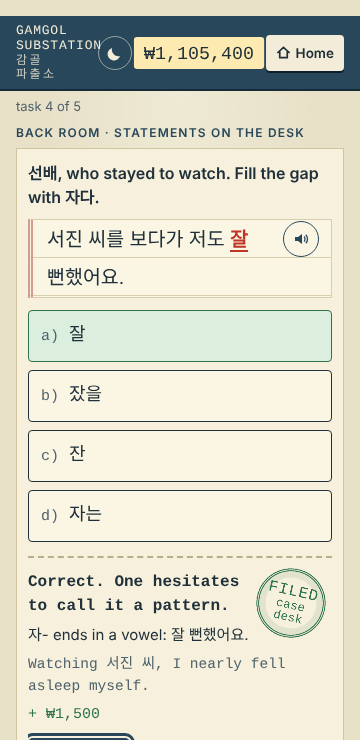 GAMGOL
SUBSTATION
감골
파출소
₩1,105,400
Home
task 4 of 5
BACK ROOM · STATEMENTS ON THE DESK
선배, who stayed to watch. Fill the gap
with 자다.
서진 씨를 보다가 저도 잘
뻔했어요.
a) 잘
b) 잤을
c) 잔
d) 자는
Correct. One hesitates
to call it a pattern.
FILED
case
desk
자- ends in a vowel: 잘 뻔했어요.
Watching 서진 씨, I nearly fell
asleep myself.
+ ₩1,500